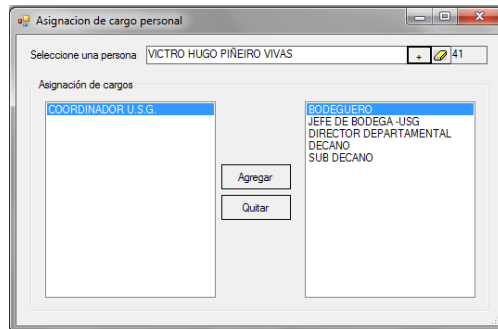 Asignacion de cargo personal
Seleccione una persona VICTRO HUGO PIÑEIRO VIVAS + 41
Asignación de cargos
COORDINADOR U.S.G.
Agregar
Quitar
BODEGUERO
JEFE DE BODEGA -USG
DIRECTOR DEPARTAMENTAL
DECANO
SUB DECANO